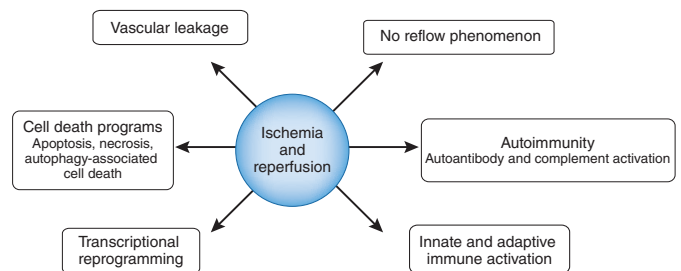 Vascular leakage
No reflow phenomenon
Cell death programs
Apoptosis, necrosis,
autophagy-associated
cell death
Ischemia
and
reperfusion
Autoimmunity
Autoantibody and complement activation
Transcriptional
reprogramming
Innate and adaptive
immune activation